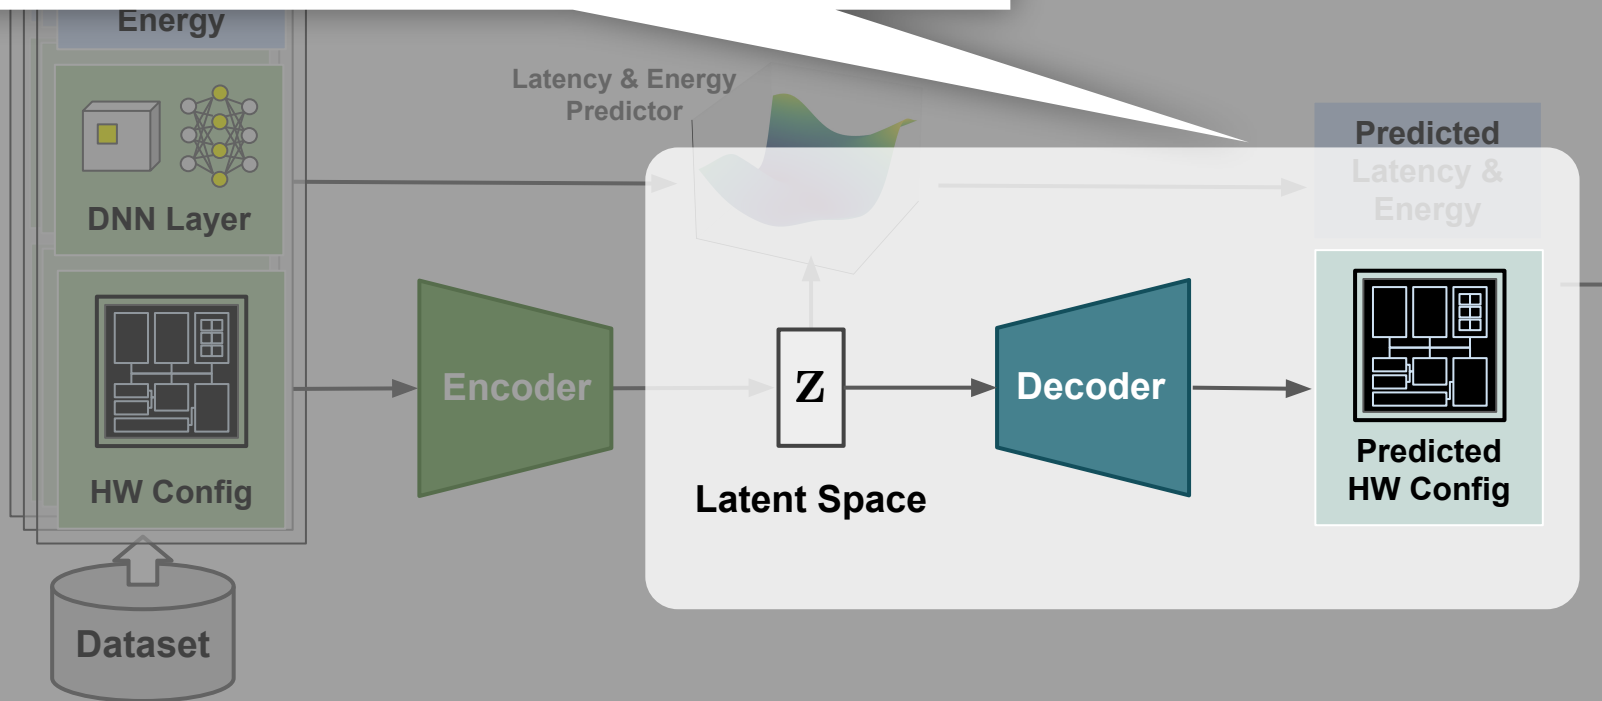 Energy
Latency & Energy
Predictor
DNN Layer
Predicted
Latency &
Energy
HW Config
Encoder
Z
Decoder
Latent Space
Predicted
HW Config
Dataset